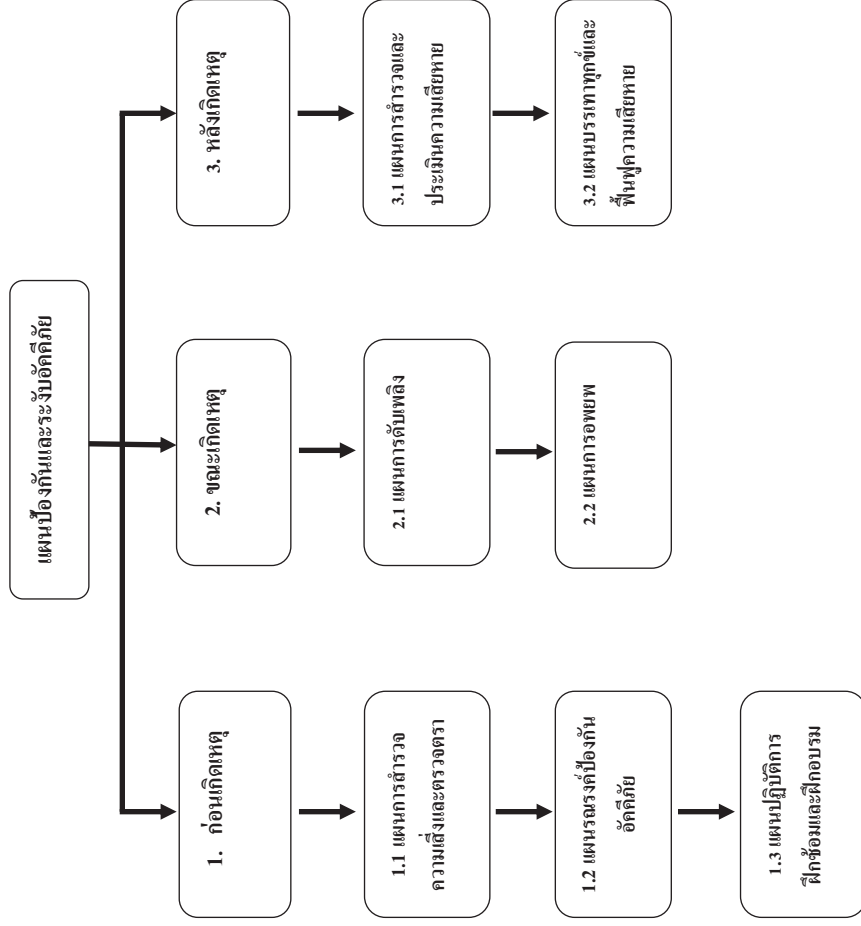 แผนป้องกันและระงับอัคคีภัย
1. ก่อนเกิดเหตุ
1.1 แผนการสำรวจ
ความเสี่ยงและตรวจตรา
1.2 แผนรณรงค์ป้องกัน
อัคคีภัย
1.3 แผนปฏิบัติการ
ฝึกซ้อมและฝึกอบรม
2. ขณะเกิดเหตุ
2.1 แผนการดับเพลิง
2.2 แผนการอพยพ
3. หลังเกิดเหตุ
3.1 แผนการสำรวจและ
ประเมินความเสียหาย
3.2 แผนบรรเทาทุกข์และ
ฟื้นฟูความเสียหาย